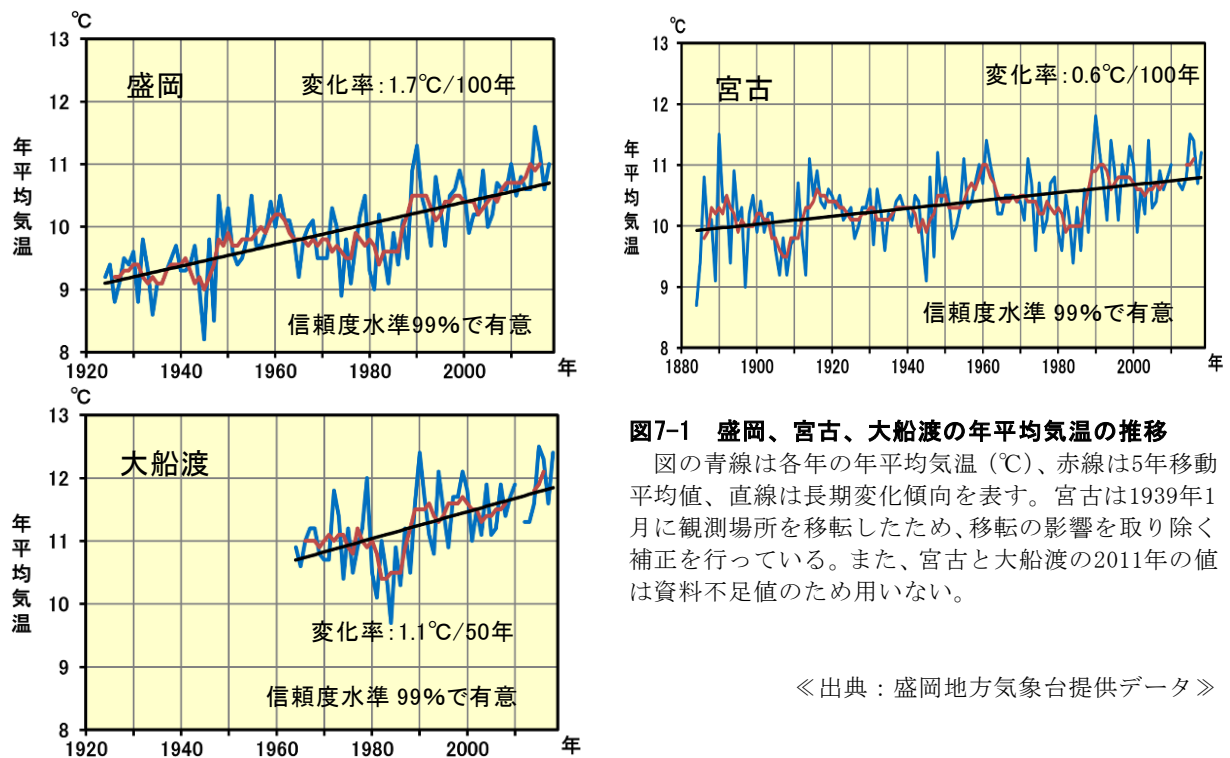 ℃
13
12
11
10
9
8
年平均気温
盛岡
変化率：1.7℃/100年
信頼度水準99％で有意
1920
1940
1960
1980
2000
年
℃
13
12
11
10
9
8
年平均気温
宮古
変化率：0.6℃/100年
信頼度水準 99％で有意
1880
1900
1920
1940
1960
1980
2000
年
℃
13
12
11
10
9
8
年平均気温
大船渡
変化率：1.1℃/50年
信頼度水準 99％で有意
1920
1940
1960
1980
2000
年
図7-1　盛岡、宮古、大船渡の年平均気温の推移
図の青線は各年の年平均気温（℃）、赤線は5年移動
平均値、直線は長期変化傾向を表す。宮古は1939年1
月に観測場所を移転したため、移転の影響を取り除く
補正を行っている。また、宮古と大船渡の2011年の値
は資料不足値のため用いない。
≪出典：盛岡地方気象台提供データ≫